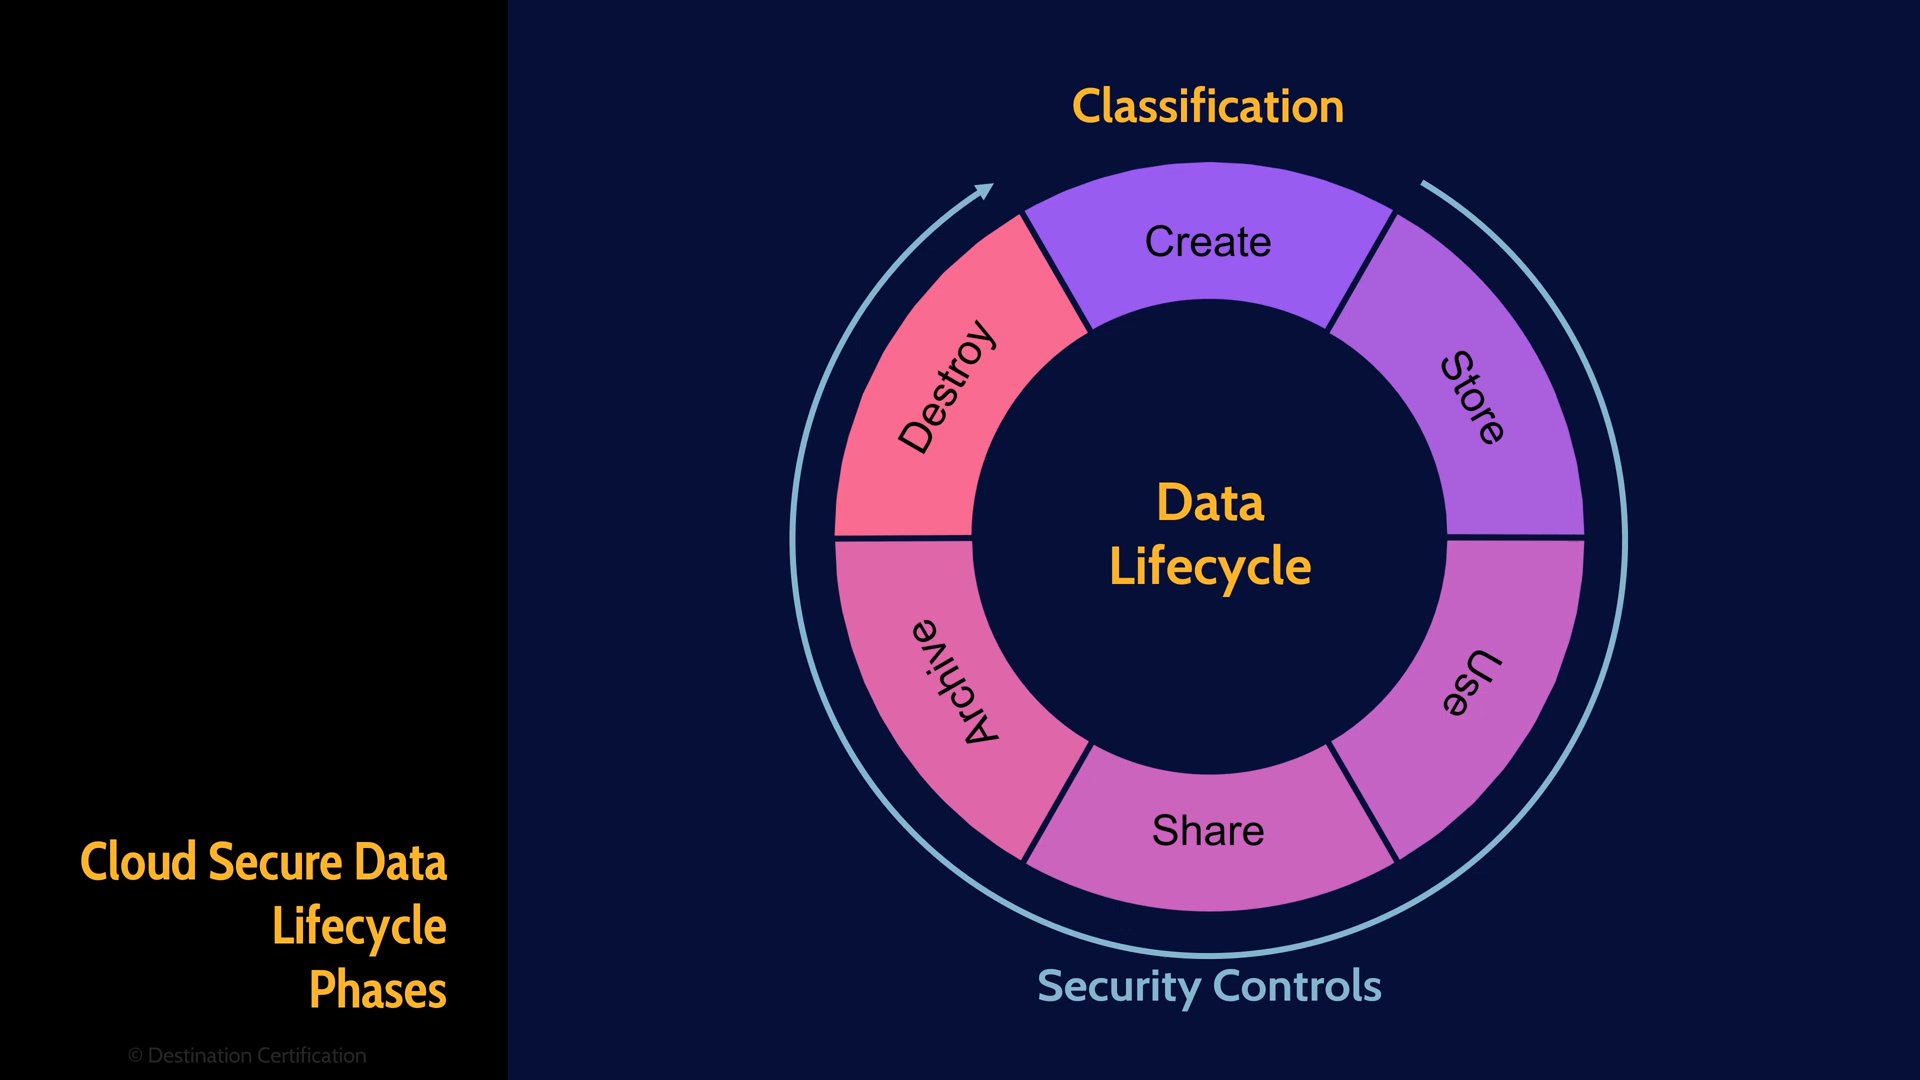 Classification
Create
Store
Use
Share
Archive
Destroy
Data
Lifecycle
Security Controls
Cloud Secure Data
Lifecycle
Phases
© Destination Certification